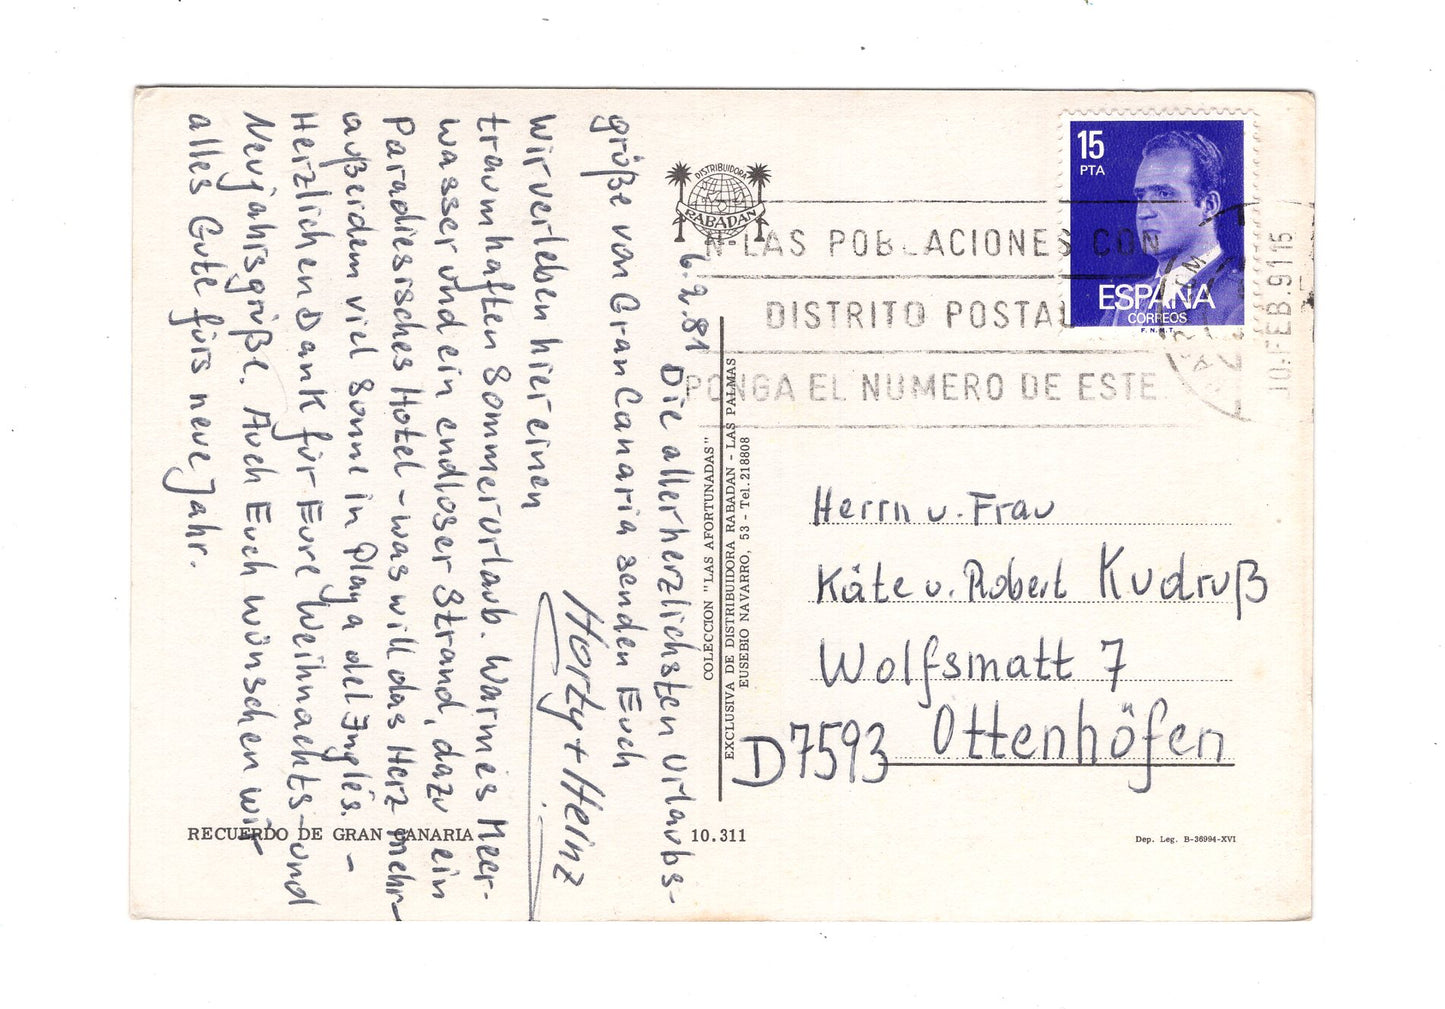 6.2.81
Die allerherzlichsten Urlaubs-
grüße von Gran Canaria senden Euch
Horty + Heinz
Wir verleben hier einen
traumhaften Sommerurlaub. Warmes Meer-
wasser und ein endloser Strand, dazu ein
Paradiesisches Hotel - was will das Herz mehr -
außerdem viel Sonne in Playa del Inglés. -
Herzlichen Dank für Eure Weihnachts- und
Neujahrsgrüße. Auch Euch wünschen wir
alles Gute fürs neue Jahr.
DISTRIBUIDORA
RABADAN
COLECCION "LAS AFORTUNADAS"
EXCLUSIVA DE DISTRIBUIDORA RABADAN - LAS PALMAS
EUSEBIO NAVARRO, 53 - Tel. 218808
15
PTA
ESPAÑA
CORREOS
F.N.M.T.
N-LAS POBLACIONES CON
DISTRITO POSTAL
PONGA EL NUMERO DE ESTE
10.FEB.81 15
Herrn u. Frau
Käte u. Robert Kudruß
Wolfsmatt 7
D7593 Ottenhöfen
RECUERDO DE GRAN CANARIA
10.311
Dep. Leg. B-36994-XVI